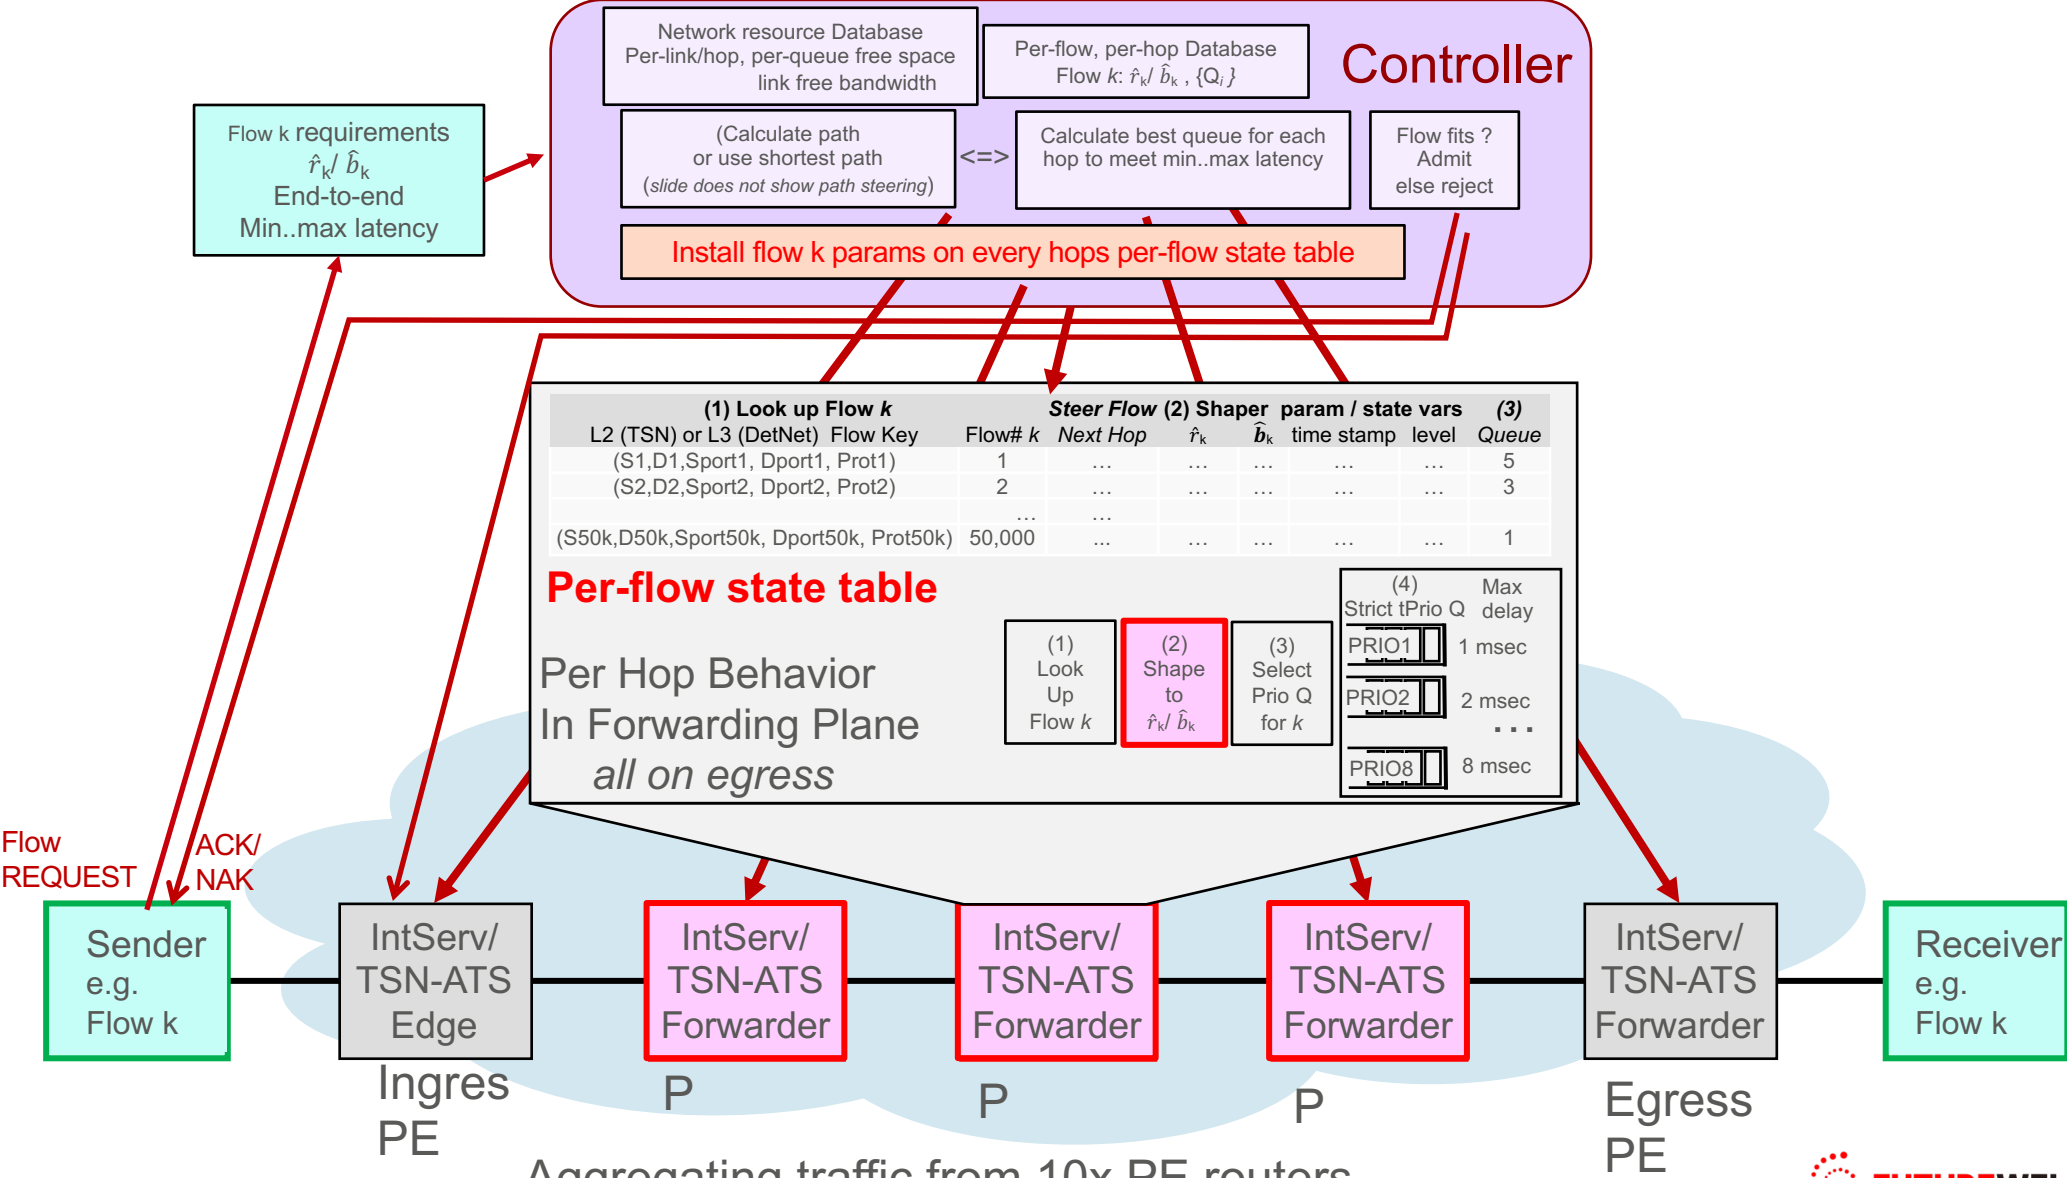 Network resource Database
Per-link/hop, per-queue free space
link free bandwidth
Per-flow, per-hop Database
Flow k: r̂k/ b̂k , {Qi}
Controller
Flow k requirements
r̂k/ b̂k
End-to-end
Min..max latency
(Calculate path
or use shortest path
(slide does not show path steering)
<=>
Calculate best queue for each
hop to meet min..max latency
Flow fits ?
Admit
else reject
Install flow k params on every hops per-flow state table
(1) Look up Flow k Steer Flow (2) Shaper param / state vars (3)
L2 (TSN) or L3 (DetNet) Flow Key Flow# k Next Hop r̂k b̂k time stamp level Queue
(S1,D1,Sport1, Dport1, Prot1) 1 … … … … … 5
(S2,D2,Sport2, Dport2, Prot2) 2 … … … … … 3
… …
(S50k,D50k,Sport50k, Dport50k, Prot50k) 50,000 ... … … … … 1
Per-flow state table
Per Hop Behavior
In Forwarding Plane
all on egress
(1)
Look
Up
Flow k
(2)
Shape
to
r̂k/ b̂k
(3)
Select
Prio Q
for k
(4)
Strict tPrio Q
Max
delay
PRIO1 1 msec
PRIO2 2 msec
...
PRIO8 8 msec
Flow
REQUEST
ACK/
NAK
Sender
e.g.
Flow k
IntServ/
TSN-ATS
Edge
IntServ/
TSN-ATS
Forwarder
IntServ/
TSN-ATS
Forwarder
IntServ/
TSN-ATS
Forwarder
IntServ/
TSN-ATS
Forwarder
Receiver
e.g.
Flow k
Ingres
PE
P
P
P
Egress
PE
Aggregating traffic from 10x PE routers
FUTUREWEI